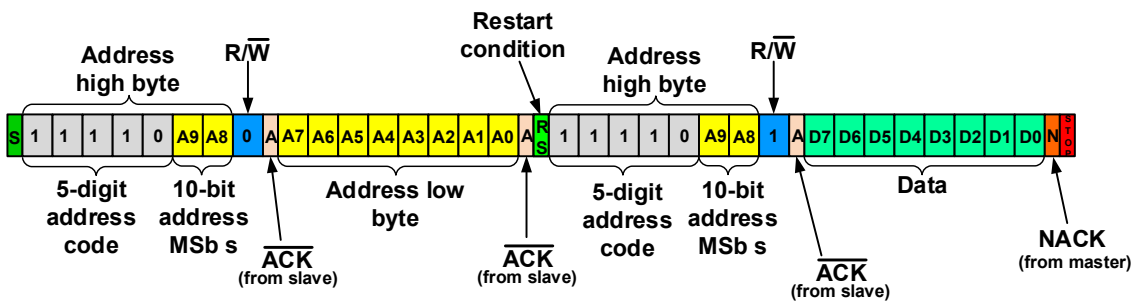 Restart
condition
Address
high byte
R/W̅
Address
high byte
R/W̅
S 1 1 1 1 0 A9 A8 0 A A7 A6 A5 A4 A3 A2 A1 A0 A RS 1 1 1 1 0 A9 A8 1 A D7 D6 D5 D4 D3 D2 D1 D0 N STOP
5-digit
address
code
10-bit
address
MSb s
A̅C̅K̅
(from slave)
Address low
byte
A̅C̅K̅
(from slave)
5-digit
address
code
10-bit
address
MSb s
A̅C̅K̅
(from slave)
Data
NACK
(from master)